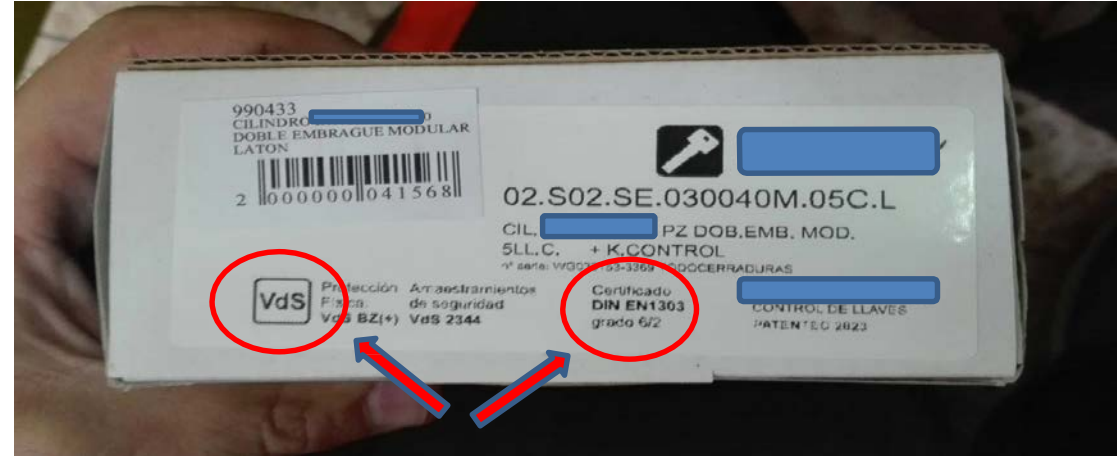 990433
CILINDRO
DOBLE EMBRAGUE MODULAR
LATON
2 000000 041568
02.S02.SE.030040M.05C.L
CIL. PZ DOB.EMB. MOD.
5LL.C. + K.CONTROL
nº serie:
VdS
Protección Amaestramientos
Física de seguridad
VdS BZ(+) VdS 2344
Certificado
DIN EN1303
grado 6/2
CONTROL DE LLAVES